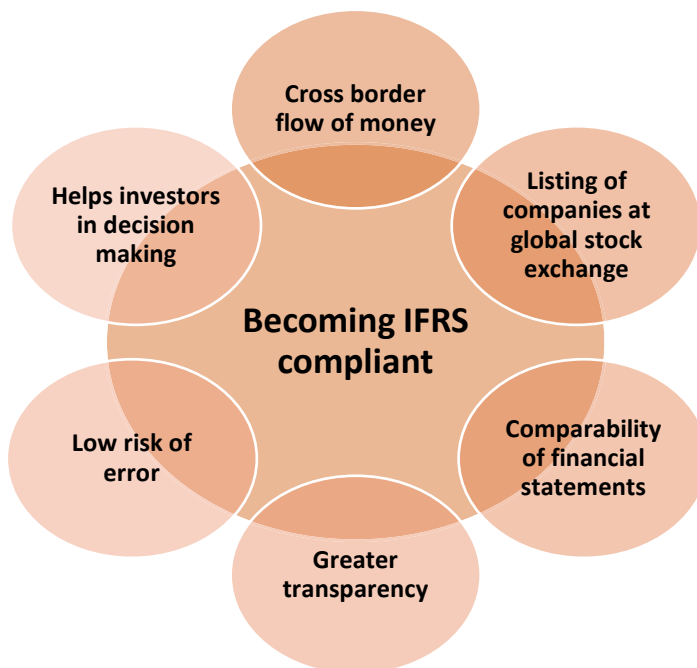 Cross border
flow of money
Listing of
companies at
global stock
exchange
Comparability
of financial
statements
Greater
transparency
Low risk of
error
Helps investors
in decision
making
Becoming IFRS
compliant